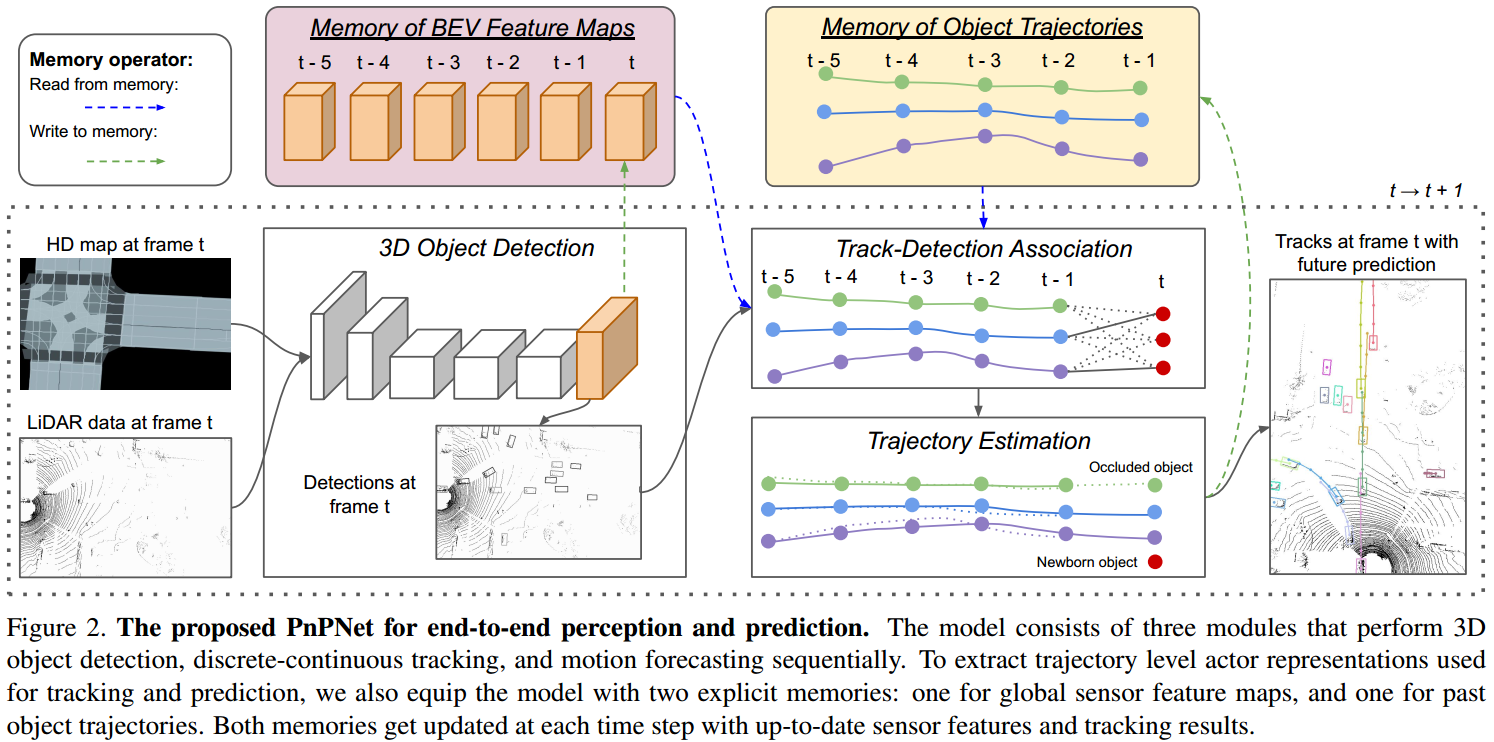 Memory operator:
Read from memory:
Write to memory:
Memory of BEV Feature Maps
t - 5 t - 4 t - 3 t - 2 t - 1 t
Memory of Object Trajectories
t - 5 t - 4 t - 3 t - 2 t - 1
t → t + 1
HD map at frame t
LiDAR data at frame t
3D Object Detection
Detections at
frame t
Track-Detection Association
t - 5 t - 4 t - 3 t - 2 t - 1 t
Trajectory Estimation
Occluded object
Newborn object
Tracks at frame t with
future prediction
Figure 2. The proposed PnPNet for end-to-end perception and prediction. The model consists of three modules that perform 3D
object detection, discrete-continuous tracking, and motion forecasting sequentially. To extract trajectory level actor representations used
for tracking and prediction, we also equip the model with two explicit memories: one for global sensor feature maps, and one for past
object trajectories. Both memories get updated at each time step with up-to-date sensor features and tracking results.